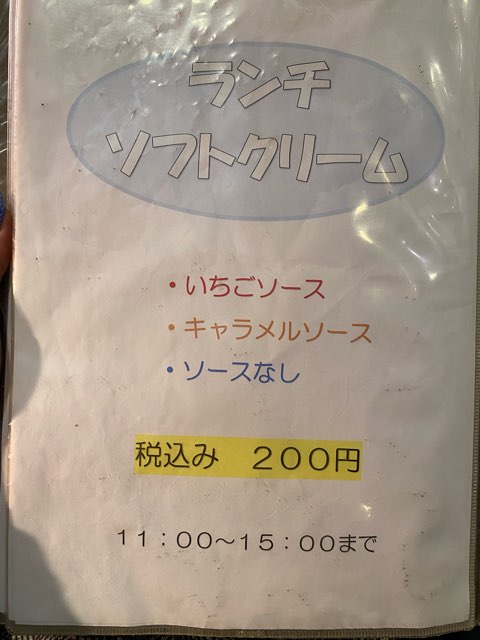 ランチ
ソフトクリーム
・いちごソース
・キャラメルソース
・ソースなし
税込み　２００円
１１：００～１５：００まで